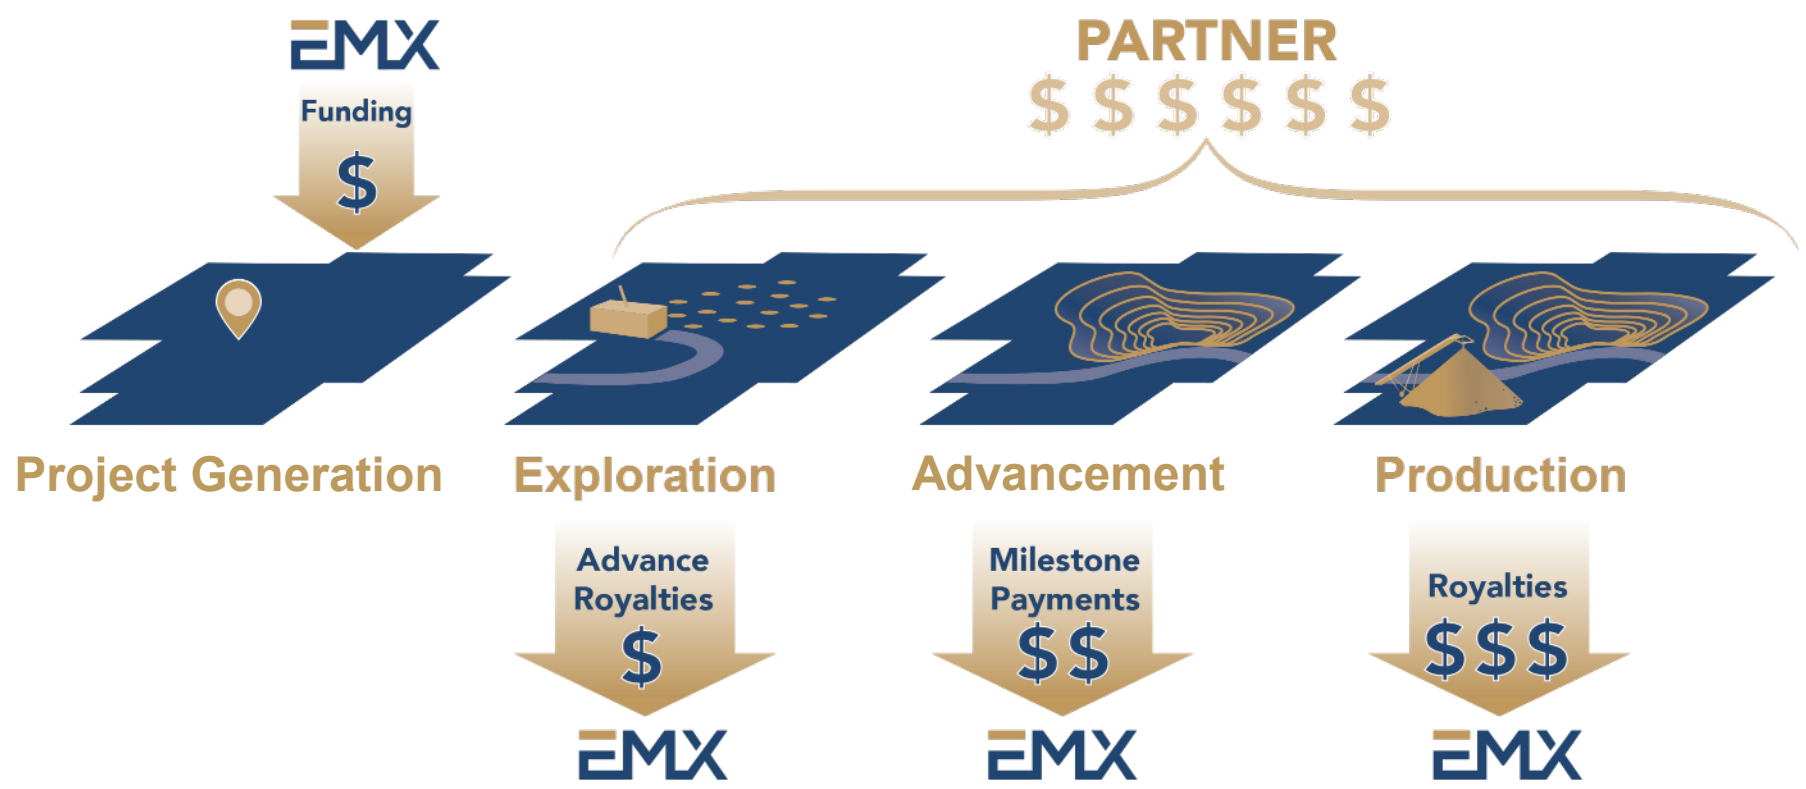 EMX
Funding
$
PARTNER
$ $ $ $ $ $
Project Generation
Exploration
Advancement
Production
Advance
Royalties
$
EMX
Milestone
Payments
$$
EMX
Royalties
$$$
EMX